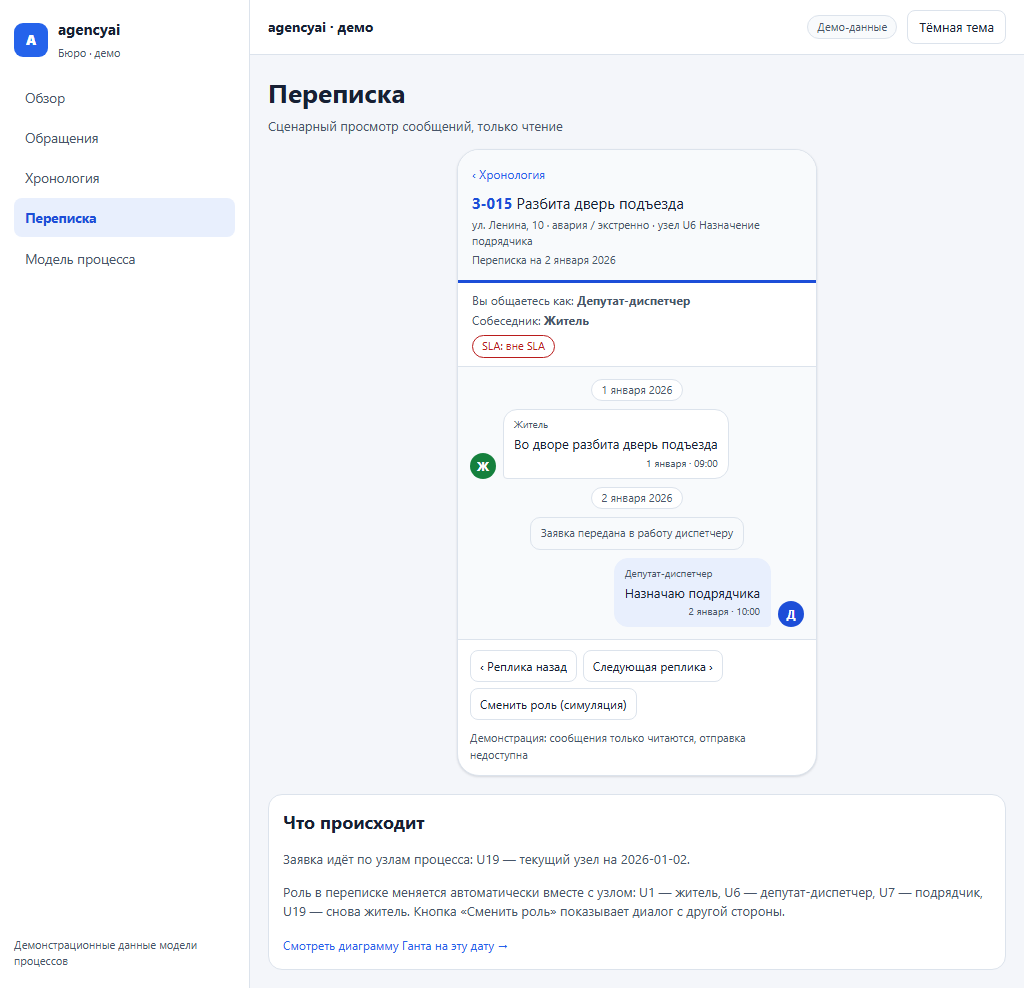 A
agencyai
Бюро · демо
Обзор
Обращения
Хронология
Переписка
Модель процесса
Демонстрационные данные модели
процессов
agencyai · демо
Демо-данные
Тёмная тема
Переписка
Сценарный просмотр сообщений, только чтение
‹ Хронология
З-015 Разбита дверь подъезда
ул. Ленина, 10 · авария / экстренно · узел U6 Назначение
подрядчика
Переписка на 2 января 2026
Вы общаетесь как: Депутат-диспетчер
Собеседник: Житель
SLA: вне SLA
1 января 2026
Житель
Во дворе разбита дверь подъезда
1 января · 09:00
Ж
2 января 2026
Заявка передана в работу диспетчеру
Депутат-диспетчер
Назначаю подрядчика
2 января · 10:00
Д
‹ Реплика назад
Следующая реплика ›
Сменить роль (симуляция)
Демонстрация: сообщения только читаются, отправка
недоступна
Что происходит
Заявка идёт по узлам процесса: U19 — текущий узел на 2026-01-02.
Роль в переписке меняется автоматически вместе с узлом: U1 — житель, U6 — депутат-диспетчер, U7 — подрядчик,
U19 — снова житель. Кнопка «Сменить роль» показывает диалог с другой стороны.
Смотреть диаграмму Ганта на эту дату →